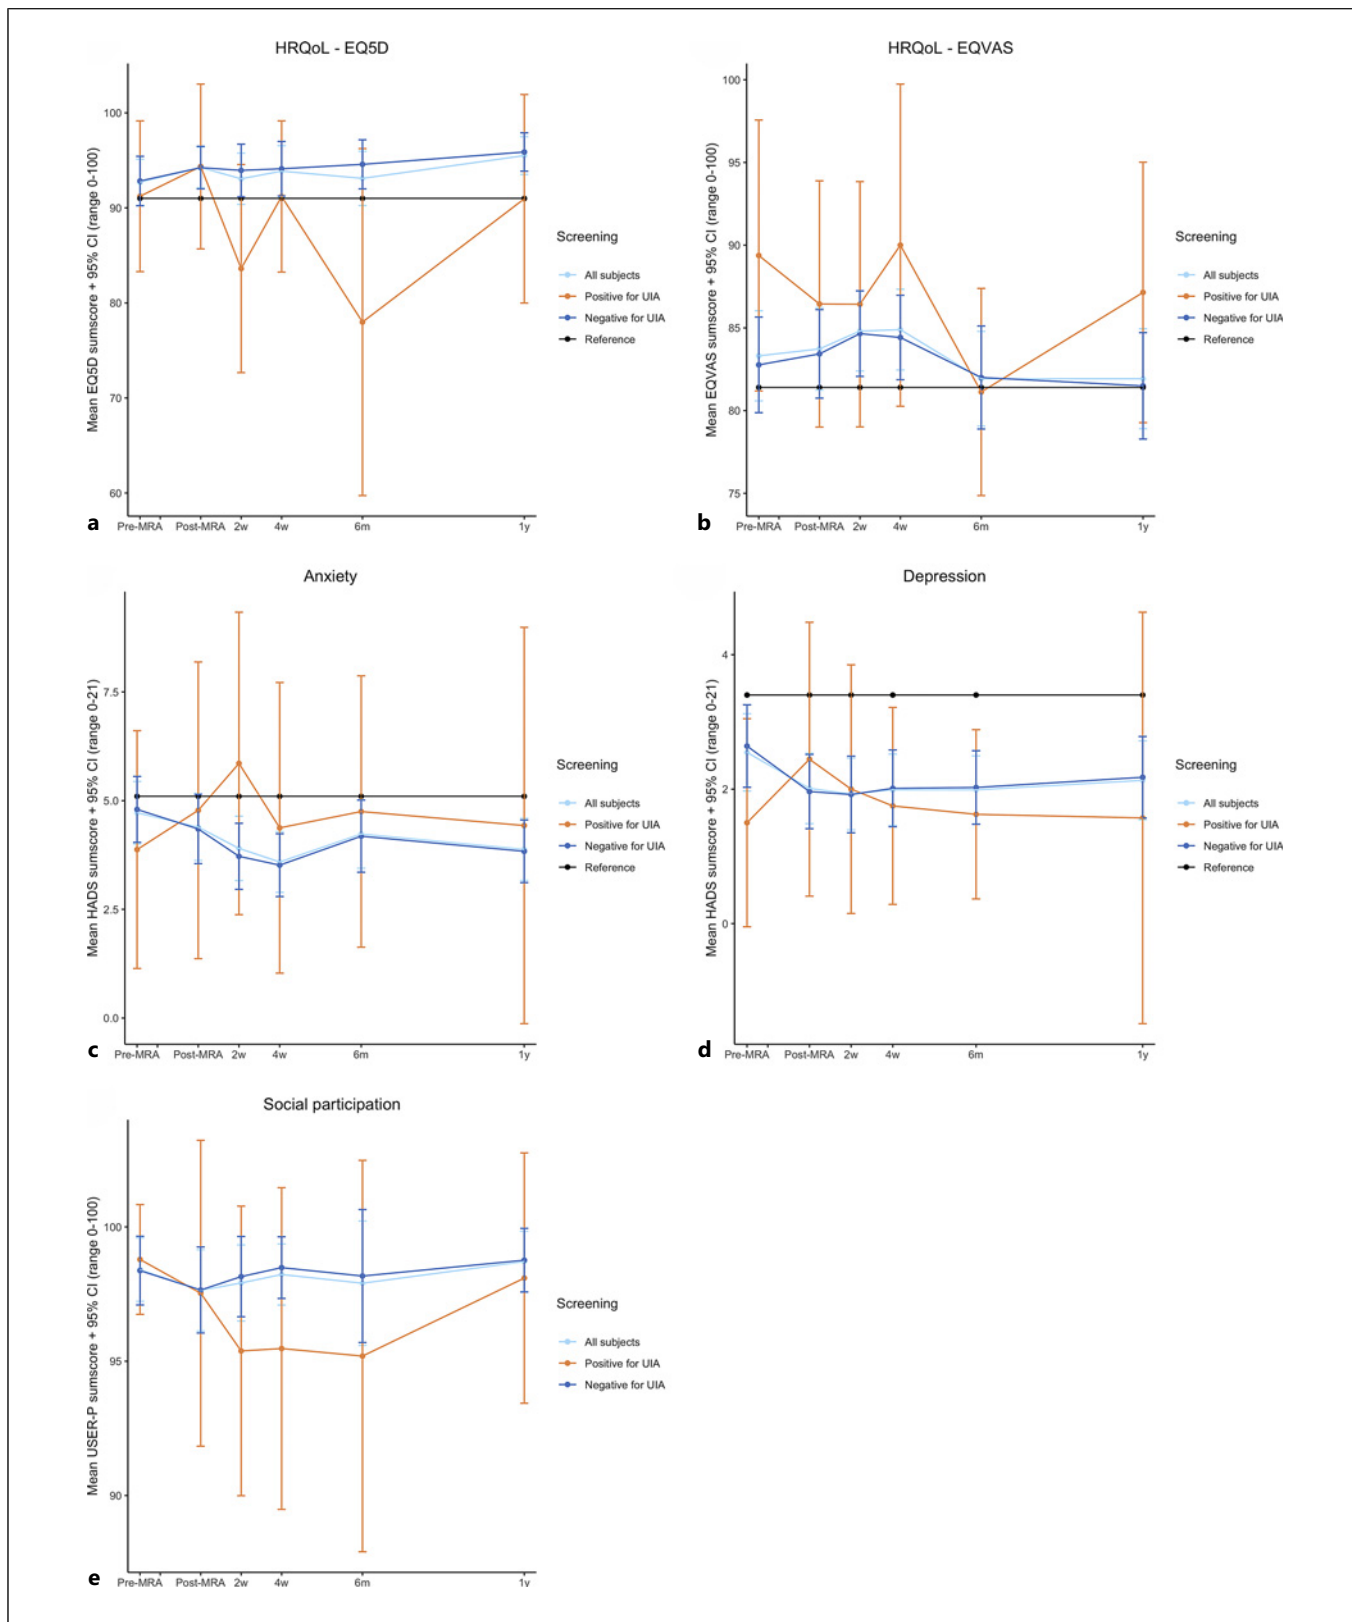 HRQoL - EQ5D
Mean EQ5D sumscore + 95% CI (range 0-100)
100
90
80
70
60
Pre-MRA Post-MRA 2w 4w 6m 1y
Screening
All subjects
Positive for UIA
Negative for UIA
Reference
a
HRQoL - EQVAS
Mean EQVAS sumscore + 95% CI (range 0-100)
100
95
90
85
80
75
Pre-MRA Post-MRA 2w 4w 6m 1y
Screening
All subjects
Positive for UIA
Negative for UIA
Reference
b
Anxiety
Mean HADS sumscore + 95% CI (range 0-21)
7.5
5.0
2.5
0.0
Pre-MRA Post-MRA 2w 4w 6m 1y
Screening
All subjects
Positive for UIA
Negative for UIA
Reference
c
Depression
Mean HADS sumscore + 95% CI (range 0-21)
4
2
0
Pre-MRA Post-MRA 2w 4w 6m 1y
Screening
All subjects
Positive for UIA
Negative for UIA
Reference
d
Social participation
Mean USER-P sumscore + 95% CI (range 0-100)
100
95
90
Pre-MRA Post-MRA 2w 4w 6m 1y
Screening
All subjects
Positive for UIA
Negative for UIA
e